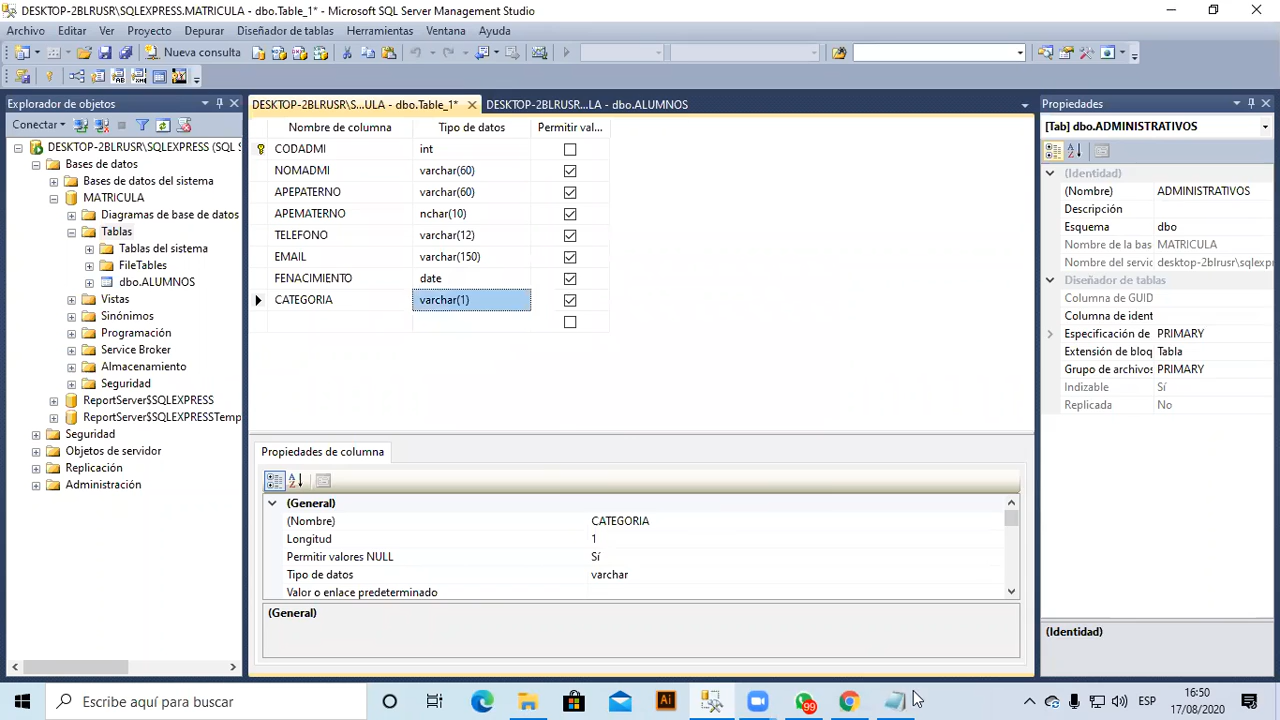 DESKTOP-2BLRUSR\SQLEXPRESS.MATRICULA - dbo.Table_1* - Microsoft SQL Server Management Studio
Archivo Editar Ver Proyecto Depurar Diseñador de tablas Herramientas Ventana Ayuda
Nueva consulta
Explorador de objetos
Conectar
DESKTOP-2BLRUSR\SQLEXPRESS (SQL S
Bases de datos
Bases de datos del sistema
MATRICULA
Diagramas de base de datos
Tablas
Tablas del sistema
FileTables
dbo.ALUMNOS
Vistas
Sinónimos
Programación
Service Broker
Almacenamiento
Seguridad
ReportServer$SQLEXPRESS
ReportServer$SQLEXPRESSTemp
Seguridad
Objetos de servidor
Replicación
Administración
DESKTOP-2BLRUSR\S...ULA - dbo.Table_1* DESKTOP-2BLRUSR...LA - dbo.ALUMNOS
Nombre de columna Tipo de datos Permitir val...
CODADMI int
NOMADMI varchar(60)
APEPATERNO varchar(60)
APEMATERNO nchar(10)
TELEFONO varchar(12)
EMAIL varchar(150)
FENACIMIENTO date
CATEGORIA varchar(1)
Propiedades de columna
(General)
(Nombre) CATEGORIA
Longitud 1
Permitir valores NULL Sí
Tipo de datos varchar
Valor o enlace predeterminado
(General)
Propiedades
[Tab] dbo.ADMINISTRATIVOS
(Identidad)
(Nombre) ADMINISTRATIVOS
Descripción
Esquema dbo
Nombre de la bas MATRICULA
Nombre del servic desktop-2blrusr\sqlexpr
Diseñador de tablas
Columna de GUID
Columna de ident
Especificación de PRIMARY
Extensión de bloq Tabla
Grupo de archivos PRIMARY
Indizable Sí
Replicada No
(Identidad)
Escribe aquí para buscar
Ai
99
ESP
16:50
17/08/2020